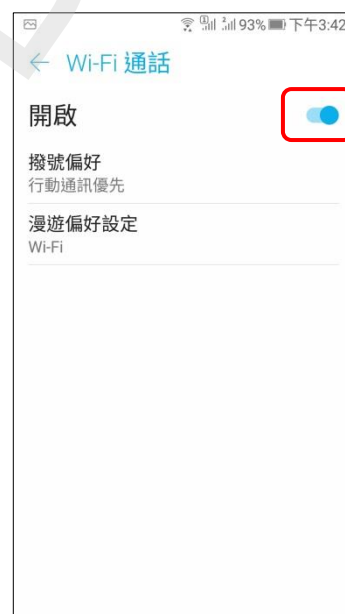 93% 下午3:42
← Wi-Fi 通話
開啟
撥號偏好
行動通訊優先
漫遊偏好設定
Wi-Fi